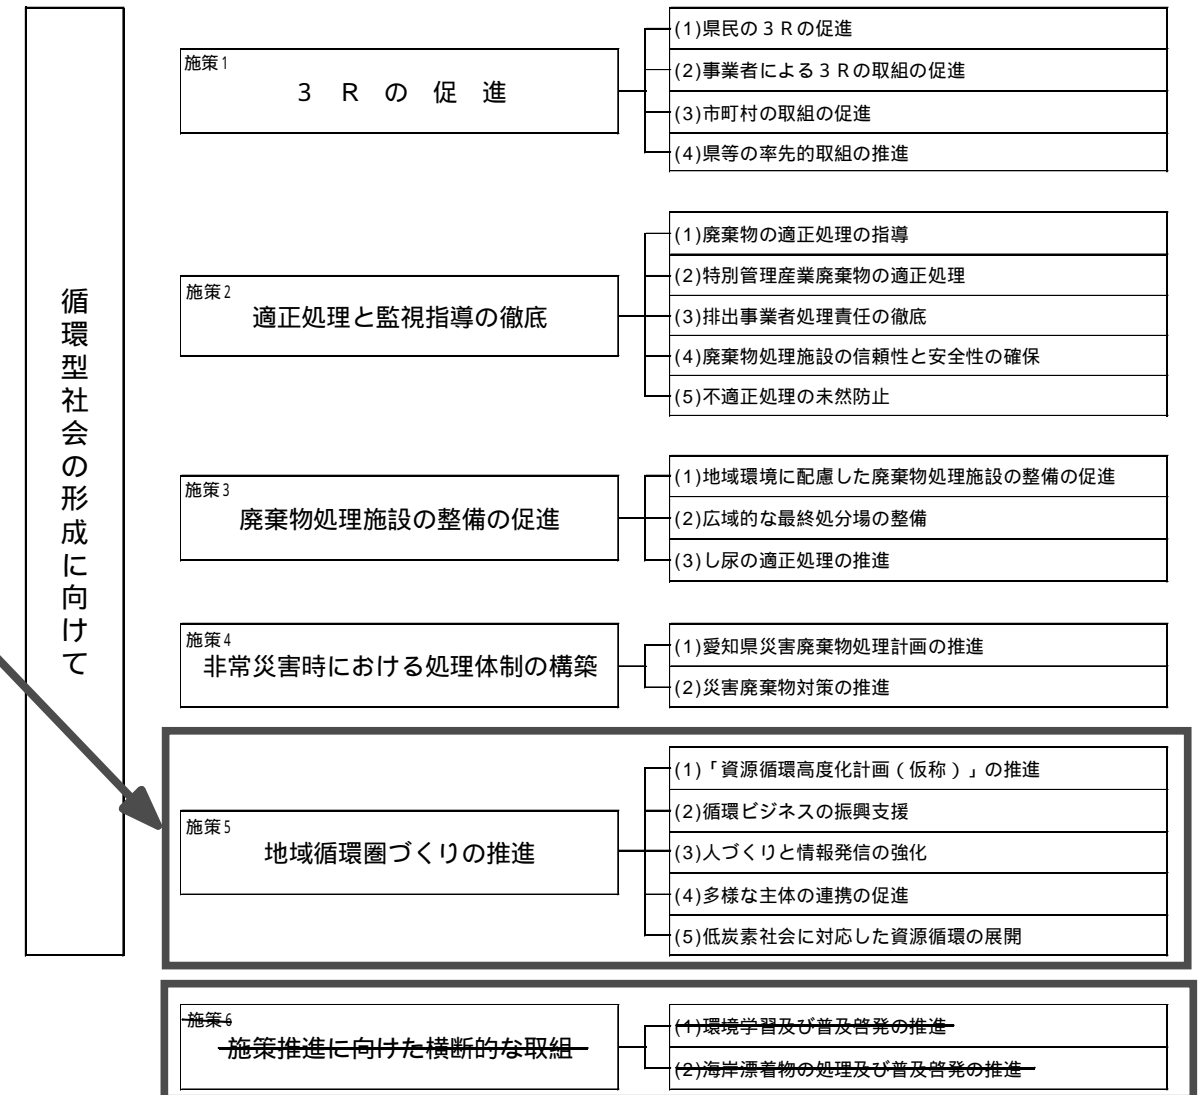 循環型社会の形成に向けて
施策1
３　Ｒ　の　促　進
(1)県民の３Ｒの促進
(2)事業者による３Ｒの取組の促進
(3)市町村の取組の促進
(4)県等の率先的取組の推進
施策2
適正処理と監視指導の徹底
(1)廃棄物の適正処理の指導
(2)特別管理産業廃棄物の適正処理
(3)排出事業者処理責任の徹底
(4)廃棄物処理施設の信頼性と安全性の確保
(5)不適正処理の未然防止
施策3
廃棄物処理施設の整備の促進
(1)地域環境に配慮した廃棄物処理施設の整備の促進
(2)広域的な最終処分場の整備
(3)し尿の適正処理の推進
施策4
非常災害時における処理体制の構築
(1)愛知県災害廃棄物処理計画の推進
(2)災害廃棄物対策の推進
施策5
地域循環圏づくりの推進
(1)「資源循環高度化計画（仮称）」の推進
(2)循環ビジネスの振興支援
(3)人づくりと情報発信の強化
(4)多様な主体の連携の促進
(5)低炭素社会に対応した資源循環の展開
施策6
施策推進に向けた横断的な取組
(1)環境学習及び普及啓発の推進
(2)海岸漂着物の処理及び普及啓発の推進